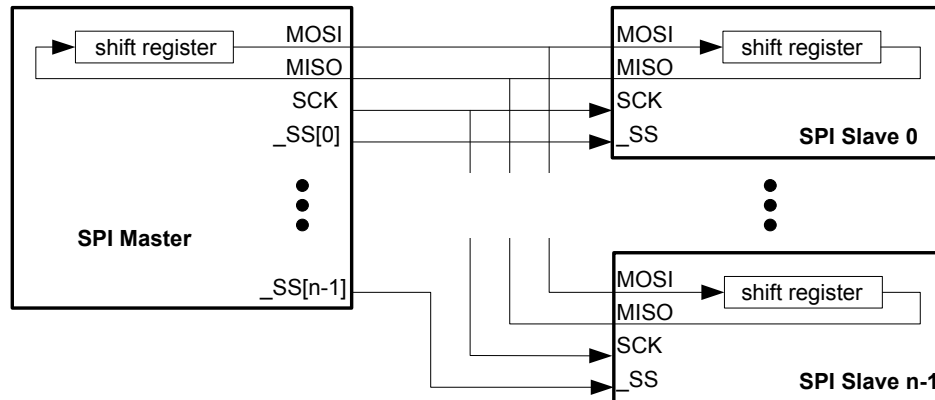 shift register
MOSI
MISO
SCK
_SS[0]
SPI Master
_SS[n-1]
MOSI
shift register
MISO
SCK
_SS
SPI Slave 0
MOSI
shift register
MISO
SCK
_SS
SPI Slave n-1